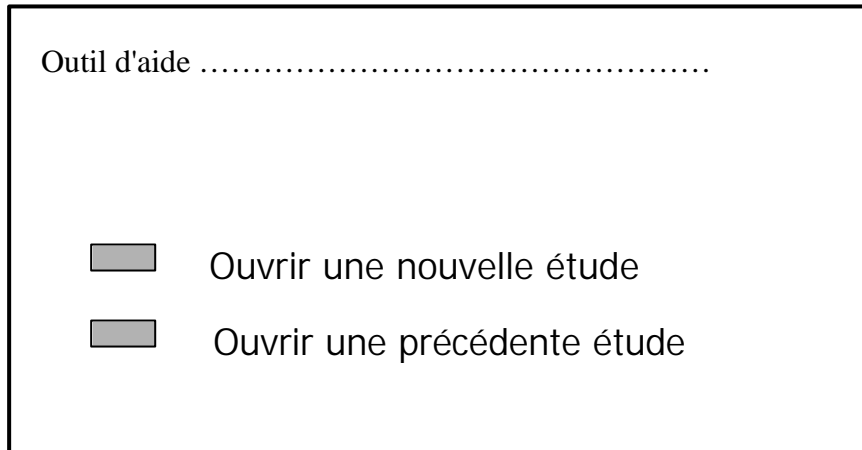 Outil d'aide …………………………………………
Ouvrir une nouvelle étude
Ouvrir une précédente étude